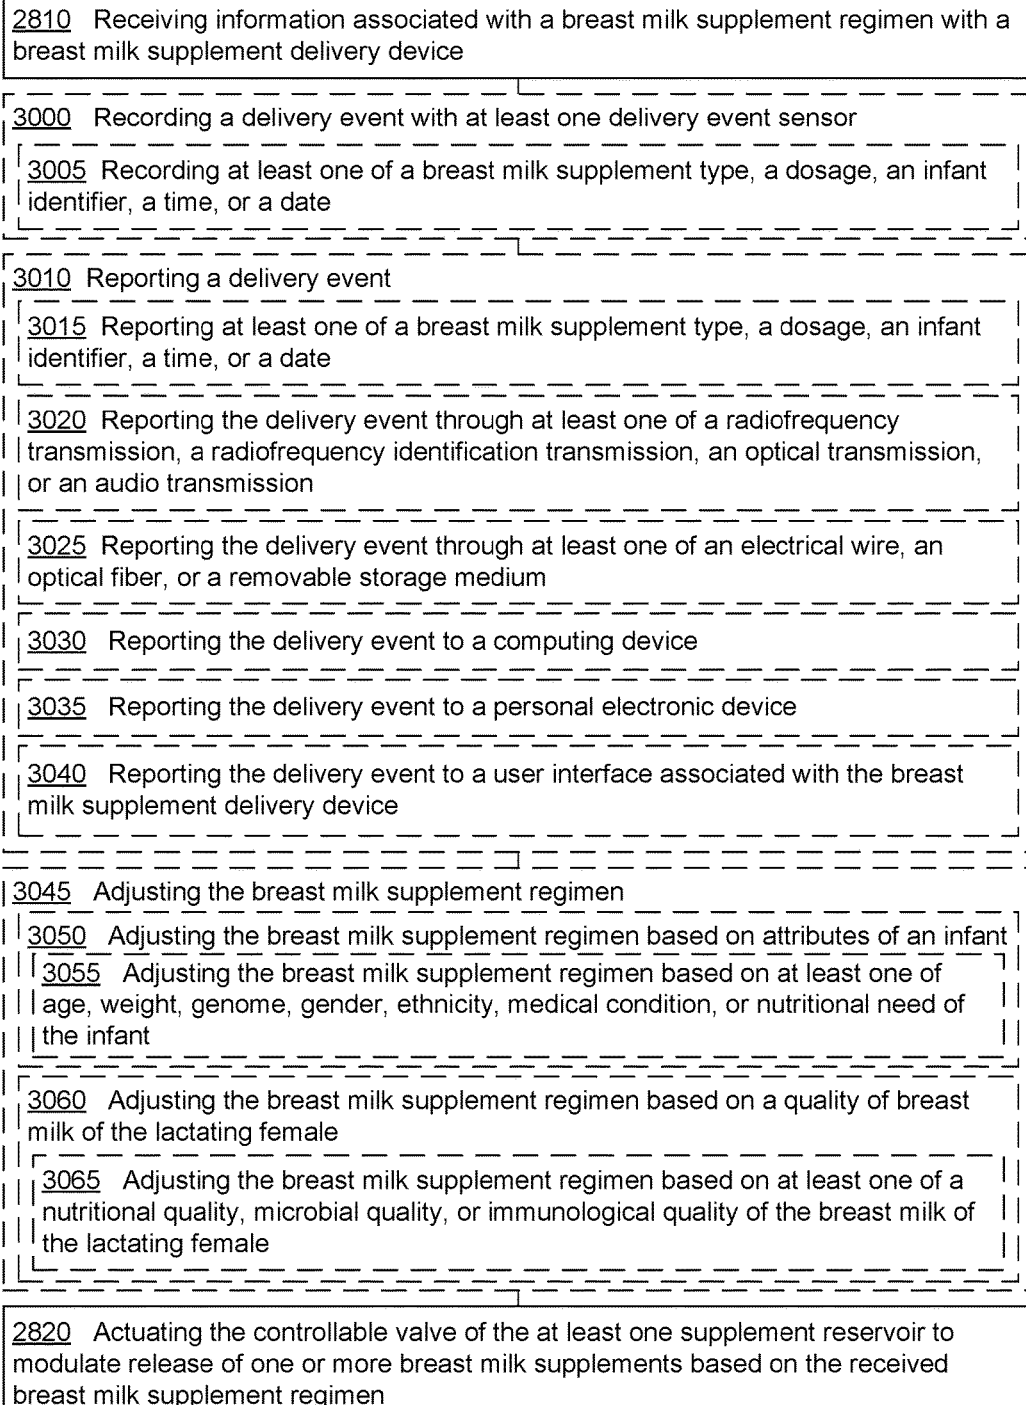 2810 Receiving information associated with a breast milk supplement regimen with a
breast milk supplement delivery device
3000 Recording a delivery event with at least one delivery event sensor
3005 Recording at least one of a breast milk supplement type, a dosage, an infant
identifier, a time, or a date
3010 Reporting a delivery event
3015 Reporting at least one of a breast milk supplement type, a dosage, an infant
identifier, a time, or a date
3020 Reporting the delivery event through at least one of a radiofrequency
transmission, a radiofrequency identification transmission, an optical transmission,
or an audio transmission
3025 Reporting the delivery event through at least one of an electrical wire, an
optical fiber, or a removable storage medium
3030 Reporting the delivery event to a computing device
3035 Reporting the delivery event to a personal electronic device
3040 Reporting the delivery event to a user interface associated with the breast
milk supplement delivery device
3045 Adjusting the breast milk supplement regimen
3050 Adjusting the breast milk supplement regimen based on attributes of an infant
3055 Adjusting the breast milk supplement regimen based on at least one of
age, weight, genome, gender, ethnicity, medical condition, or nutritional need of
the infant
3060 Adjusting the breast milk supplement regimen based on a quality of breast
milk of the lactating female
3065 Adjusting the breast milk supplement regimen based on at least one of a
nutritional quality, microbial quality, or immunological quality of the breast milk of
the lactating female
2820 Actuating the controllable valve of the at least one supplement reservoir to
modulate release of one or more breast milk supplements based on the received
breast milk supplement regimen